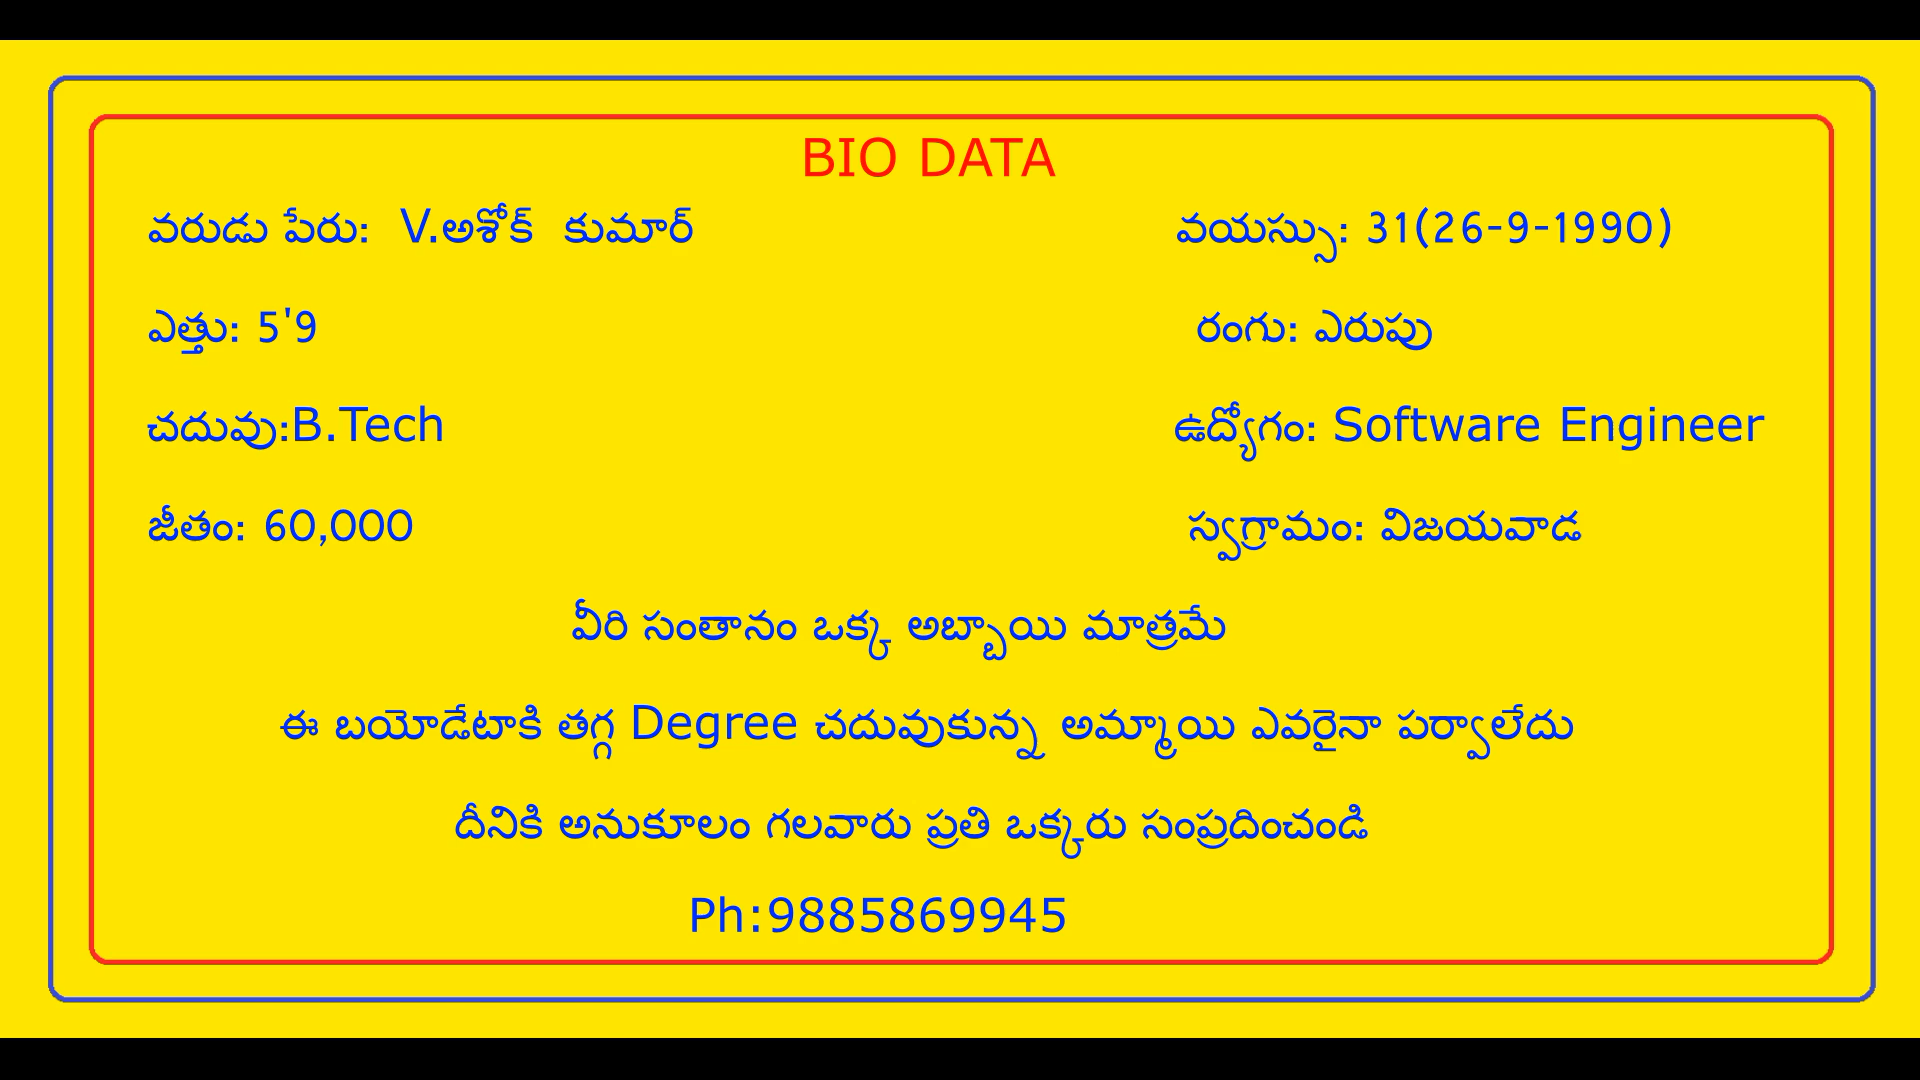 BIO DATA
వరుడు పేరు: V.అశోక్ కుమార్ వయస్సు: 31(26-9-1990)
ఎత్తు: 5'9 రంగు: ఎరుపు
చదువు:B.Tech ఉద్యోగం: Software Engineer
జీతం: 60,000 స్వగ్రామం: విజయవాడ
వీరి సంతానం ఒక్క అబ్బాయి మాత్రమే
ఈ బయోడేటాకి తగ్గ Degree చదువుకున్న అమ్మాయి ఎవరైనా పర్వాలేదు
దీనికి అనుకూలం గలవారు ప్రతి ఒక్కరు సంప్రదించండి
Ph:9885869945